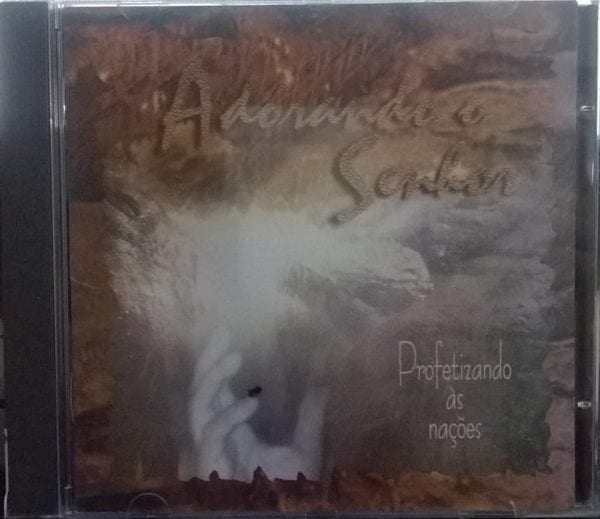 Adorando o
Senhor
Profetizando
às
nações